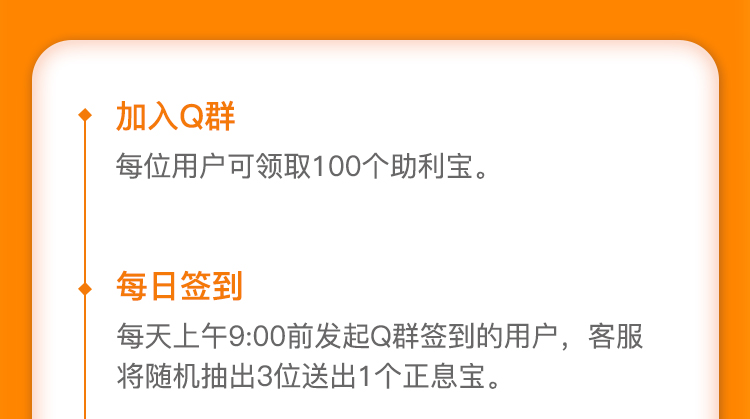 加入Q群
每位用户可领取100个助利宝。
每日签到
每天上午9:00前发起Q群签到的用户，客服
将随机抽出3位送出1个正息宝。